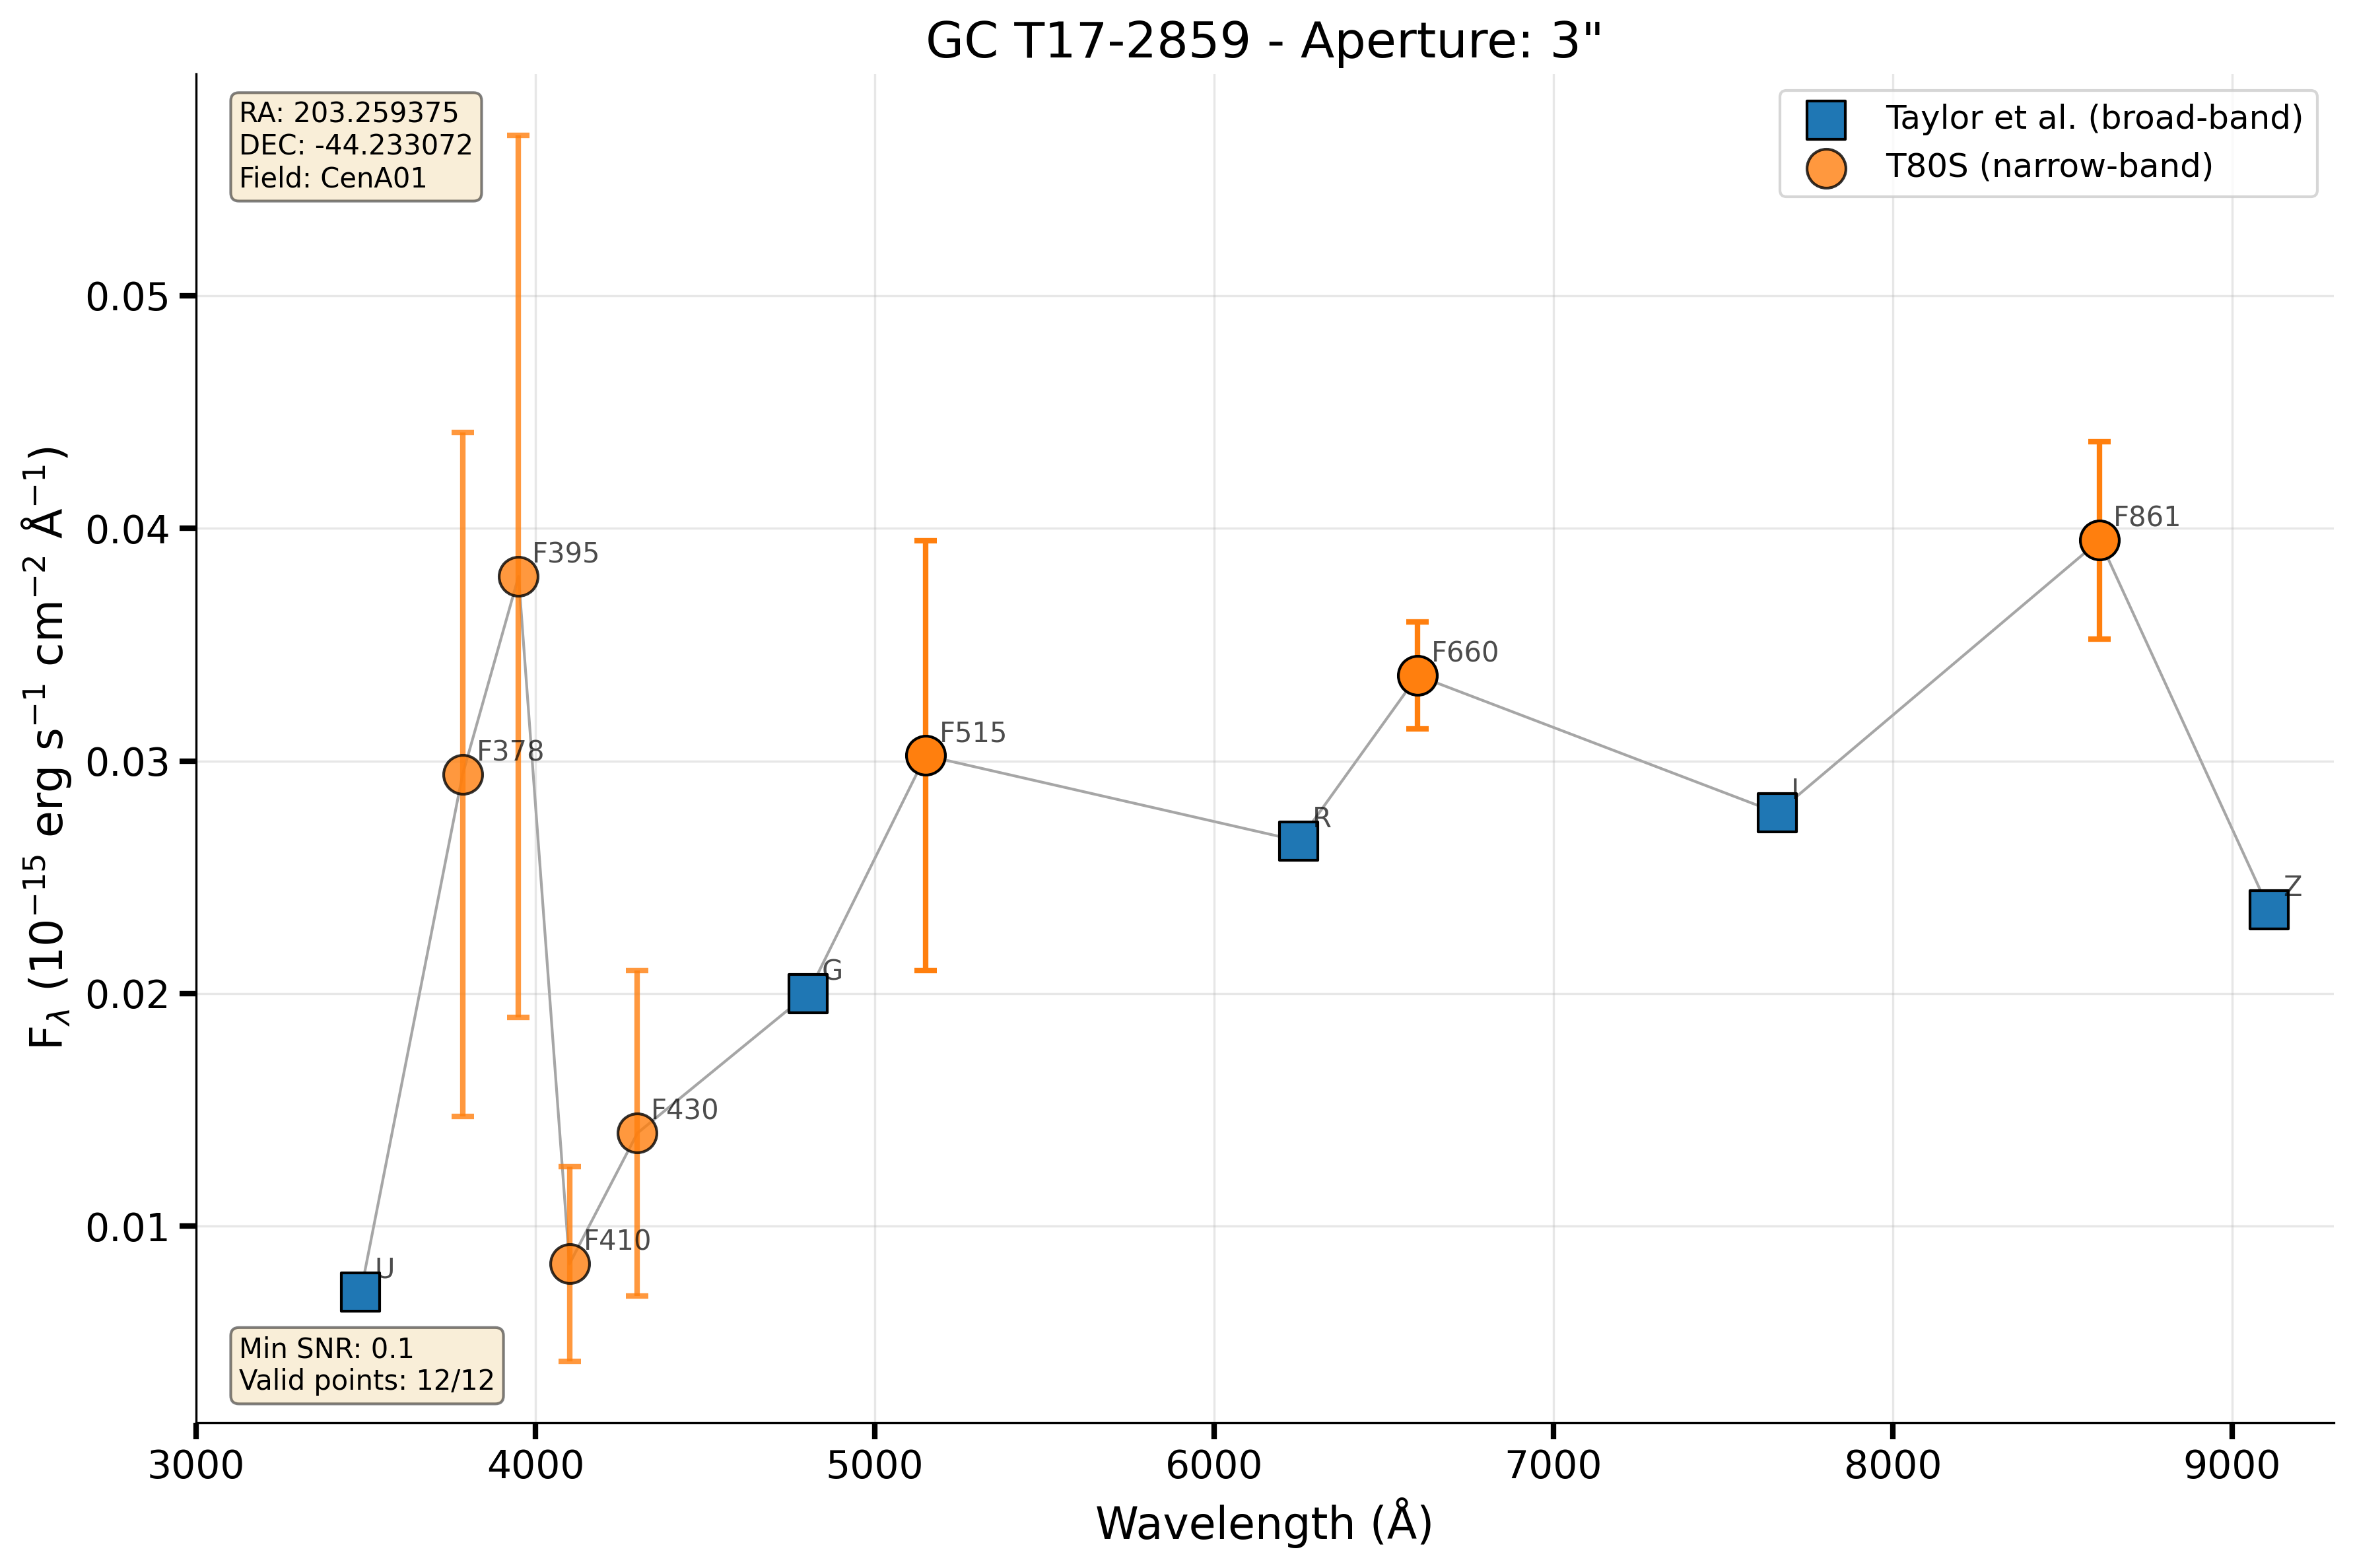 GC T17-2859 - Aperture: 3"
RA: 203.259375
DEC: -44.233072
Field: CenA01
Taylor et al. (broad-band)
T80S (narrow-band)
F395
F378
F410
F430
F515
F660
F861
U
G
R
I
Z
Min SNR: 0.1
Valid points: 12/12
0.05
0.04
0.03
0.02
0.01
F_λ (10⁻¹⁵ erg s⁻¹ cm⁻² Å⁻¹)
3000 4000 5000 6000 7000 8000 9000
Wavelength (Å)